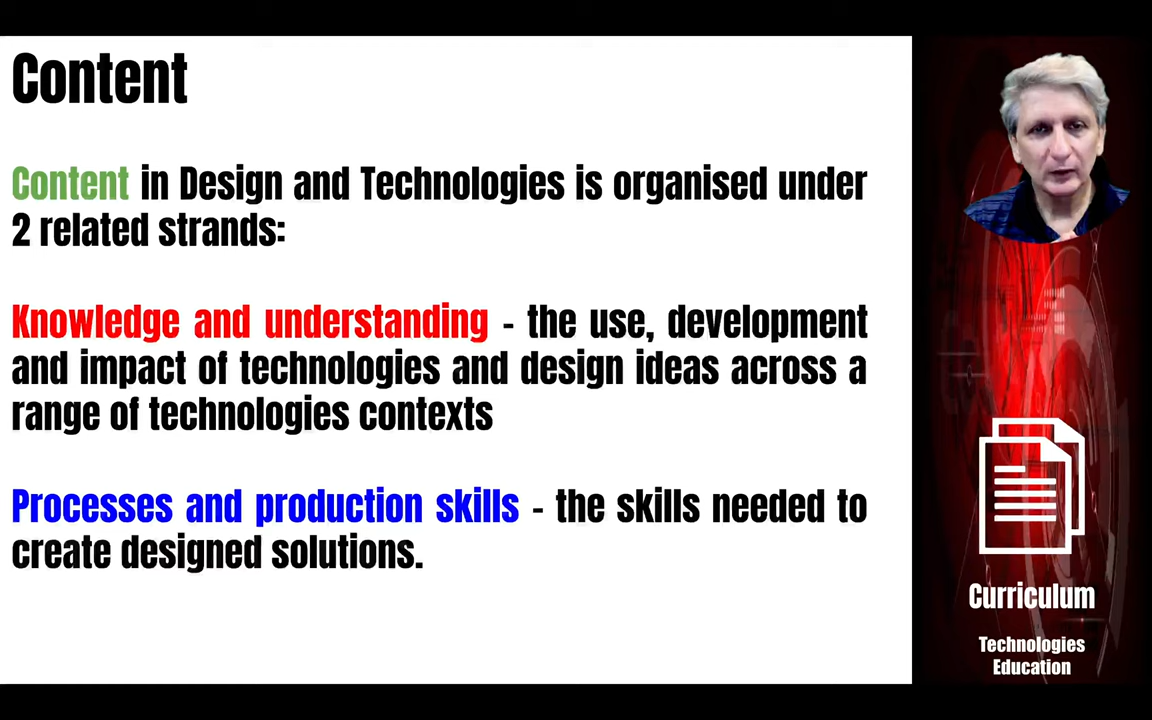 Content
Content in Design and Technologies is organised under
2 related strands:
Knowledge and understanding - the use, development
and impact of technologies and design ideas across a
range of technologies contexts
Processes and production skills - the skills needed to
create designed solutions.
Curriculum
Technologies
Education